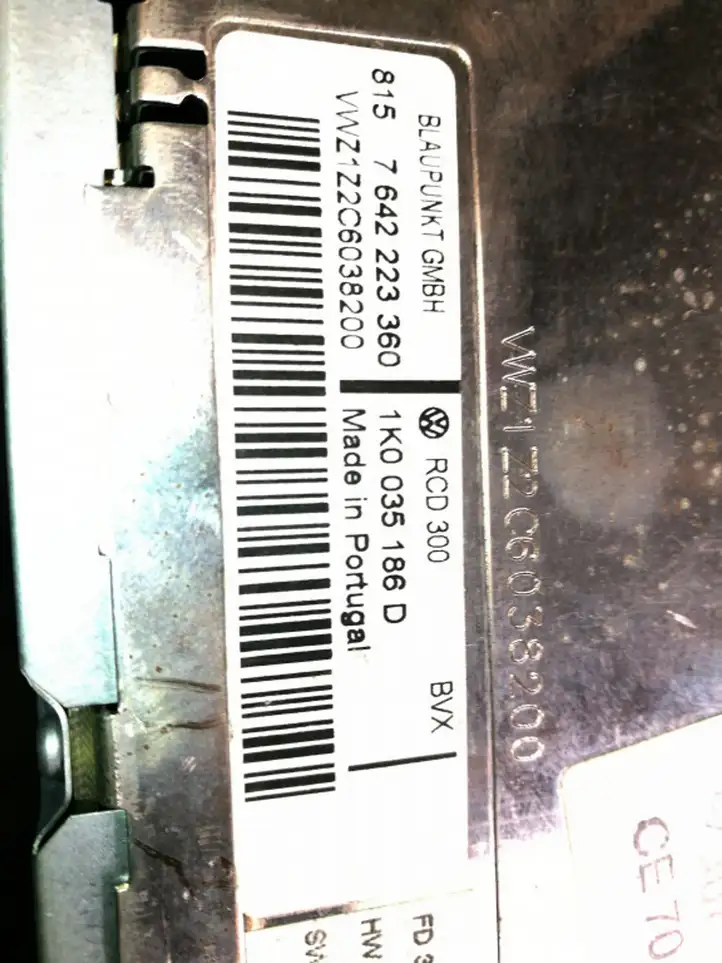 BLAUPUNKT GMBH
815 7 642 223 360
VWZ1Z2C6038200
RCD 300 BVX
1K0 035 186 D
Made in Portugal
VWZ1Z2C6038200
FD
HW
CE 70